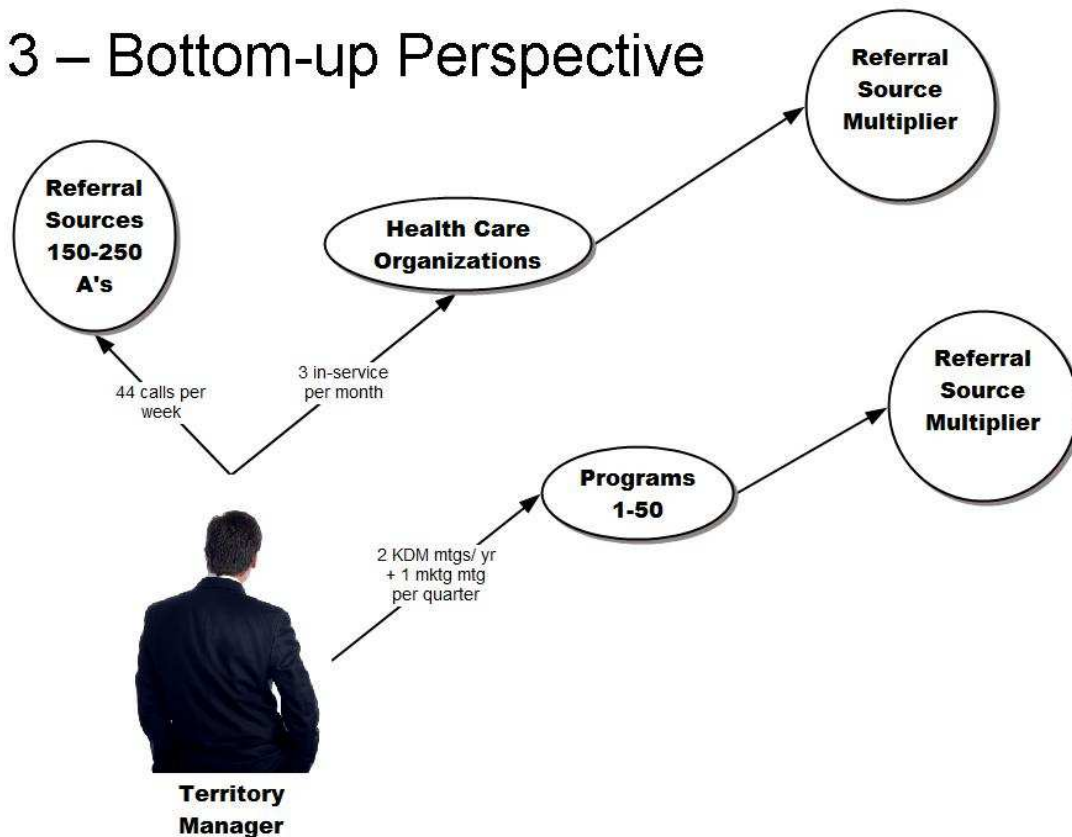 3 – Bottom-up Perspective
Referral
Source
Multiplier
Referral
Sources
150-250
A's
Health Care
Organizations
3 in-service
per month
44 calls per
week
Referral
Source
Multiplier
Programs
1-50
2 KDM mtgs/ yr
+ 1 mktg mtg
per quarter
Territory
Manager